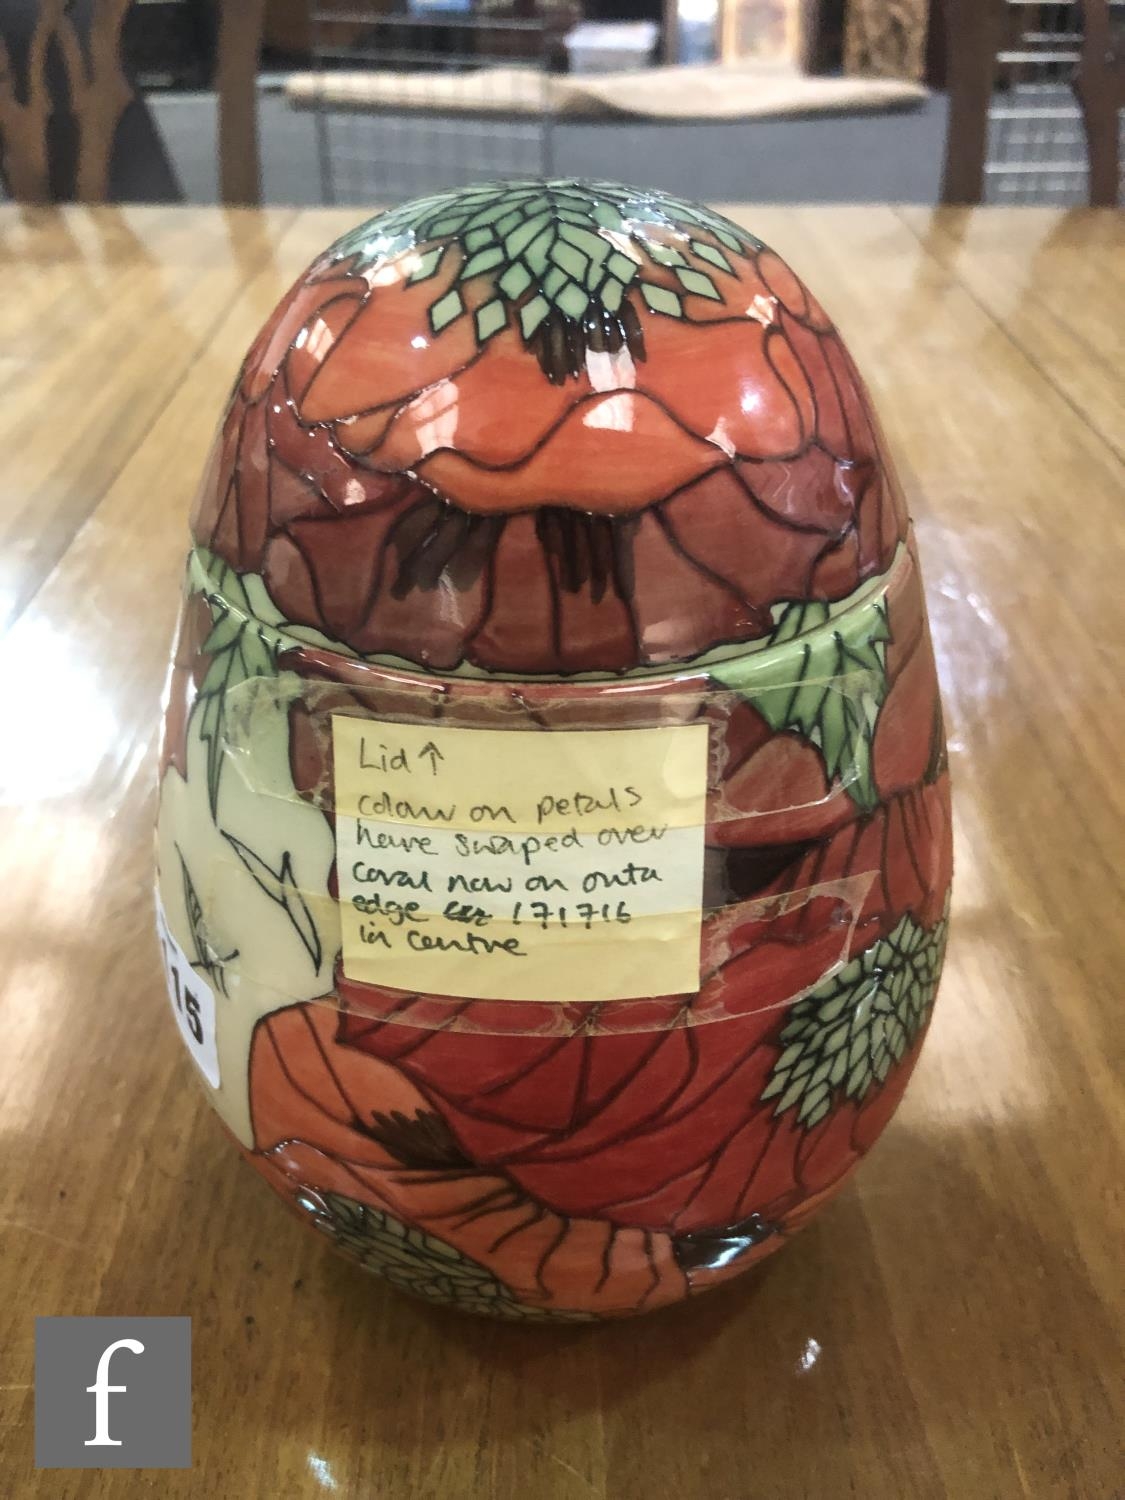 Lid ↑
colour on petals
have swaped over
Coral now on outa
edge 171716
in centre
15
f